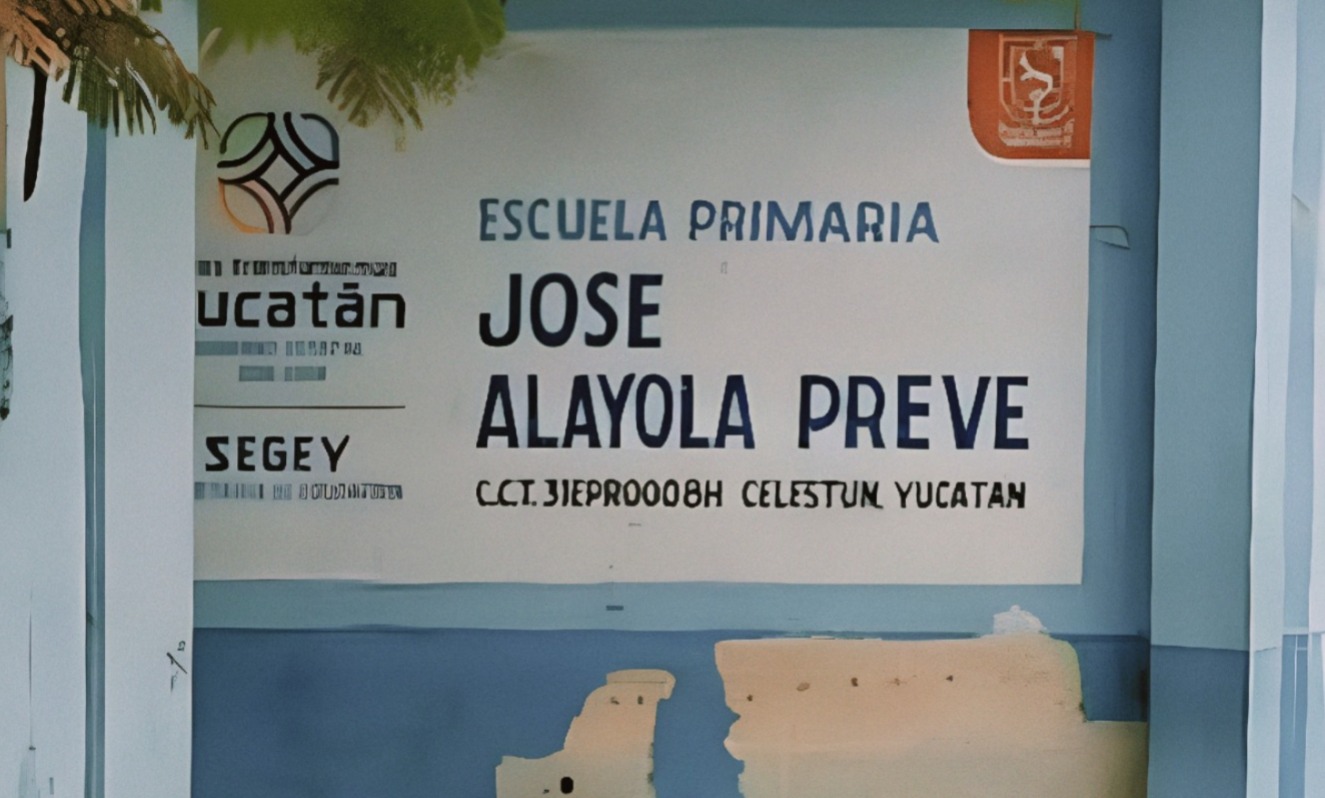 ucatán
SEGEY
ESCUELA PRIMARIA
JOSE
ALAYOLA PREVE
C.C.T. 31EPR0008H CELESTUN, YUCATAN